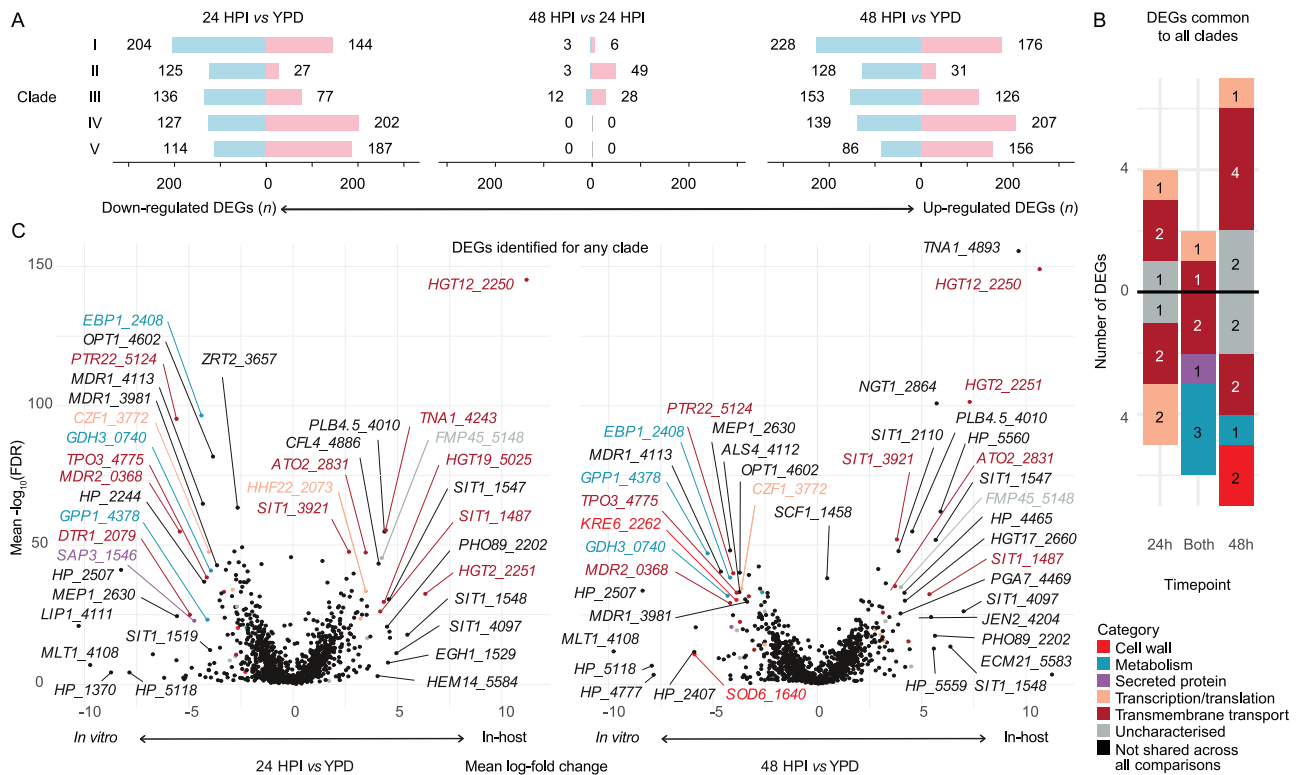 A
24 HPI vs YPD
48 HPI vs 24 HPI
48 HPI vs YPD
Clade
I
II
III
IV
V
204 144
125 27
136 77
127 202
114 187
3 6
3 49
12 28
0 0
0 0
228 176
128 31
153 126
139 207
86 156
200 0 200
200 0 200
200 0 200
Down-regulated DEGs (n)
Up-regulated DEGs (n)
B
DEGs common
to all clades
Number of DEGs
4
0
4
1
2
1
1
2
2
1
1
2
1
3
1
4
2
2
2
1
2
24h Both 48h
Timepoint
Category
Cell wall
Metabolism
Secreted protein
Transcription/translation
Transmembrane transport
Uncharacterised
Not shared across
all comparisons
C
DEGs identified for any clade
Mean -log10(FDR)
150
100
50
0
HGT12_2250
EBP1_2408
OPT1_4602
ZRT2_3657
PTR22_5124
MDR1_4113
MDR1_3981
CZF1_3772
GDH3_0740
TPO3_4775
MDR2_0368
HP_2244
GPP1_4378
DTR1_2079
SAP3_1546
HP_2507
MEP1_2630
LIP1_4111
SIT1_1519
MLT1_4108
HP_1370
HP_5118
PLB4.5_4010
CFL4_4886
ATO2_2831
HHF22_2073
SIT1_3921
TNA1_4243
FMP45_5148
HGT19_5025
SIT1_1547
SIT1_1487
PHO89_2202
HGT2_2251
SIT1_1548
SIT1_4097
EGH1_1529
HEM14_5584
-10 -5 0 5 10
In vitro
In-host
24 HPI vs YPD
TNA1_4893
HGT12_2250
NGT1_2864
HGT2_2251
PTR22_5124
MEP1_2630
EBP1_2408
ALS4_4112
MDR1_4113
OPT1_4602
GPP1_4378
CZF1_3772
TPO3_4775
SCF1_1458
KRE6_2262
GDH3_0740
MDR2_0368
HP_2507
MDR1_3981
MLT1_4108
HP_5118
HP_4777
HP_2407
SOD6_1640
PLB4.5_4010
SIT1_2110
HP_5560
SIT1_3921
ATO2_2831
SIT1_1547
FMP45_5148
HP_4465
HGT17_2660
SIT1_1487
PGA7_4469
SIT1_4097
JEN2_4204
PHO89_2202
ECM21_5583
HP_5559
SIT1_1548
-10 -5 0 5 10
In vitro
In-host
Mean log-fold change
48 HPI vs YPD